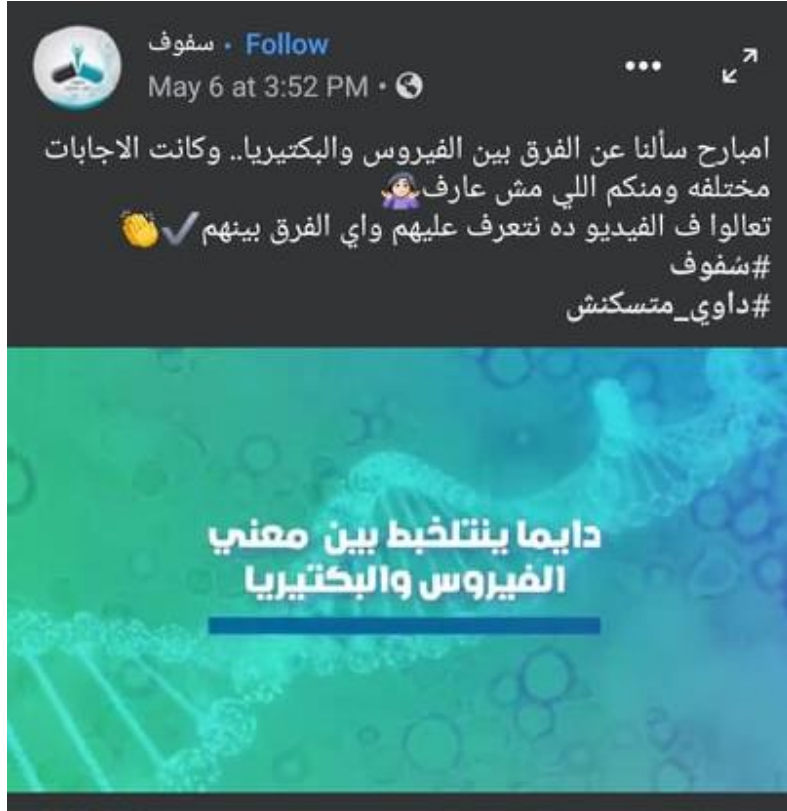 سفوف · Follow
May 6 at 3:52 PM ·
امبارح سألنا عن الفرق بين الفيروس والبكتيريا.. وكانت الاجابات
مختلفه ومنكم اللي مش عارف🤷🏻‍♀️
تعالوا ف الفيديو ده نتعرف عليهم واي الفرق بينهم✔️👏
#سُفوف
#داوي_متسكنش
دايما ينتلخبط بين معني
الفيروس والبكتيريا